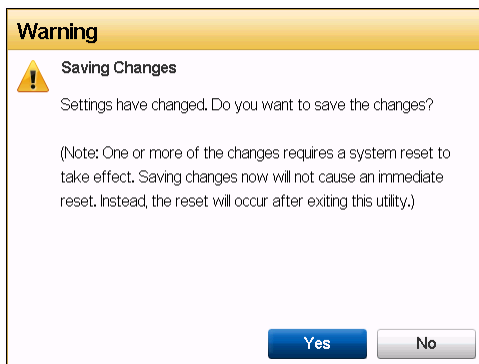 Warning
Saving Changes
Settings have changed. Do you want to save the changes?
(Note: One or more of the changes requires a system reset to
take effect. Saving changes now will not cause an immediate
reset. Instead, the reset will occur after exiting this utility.)
Yes
No